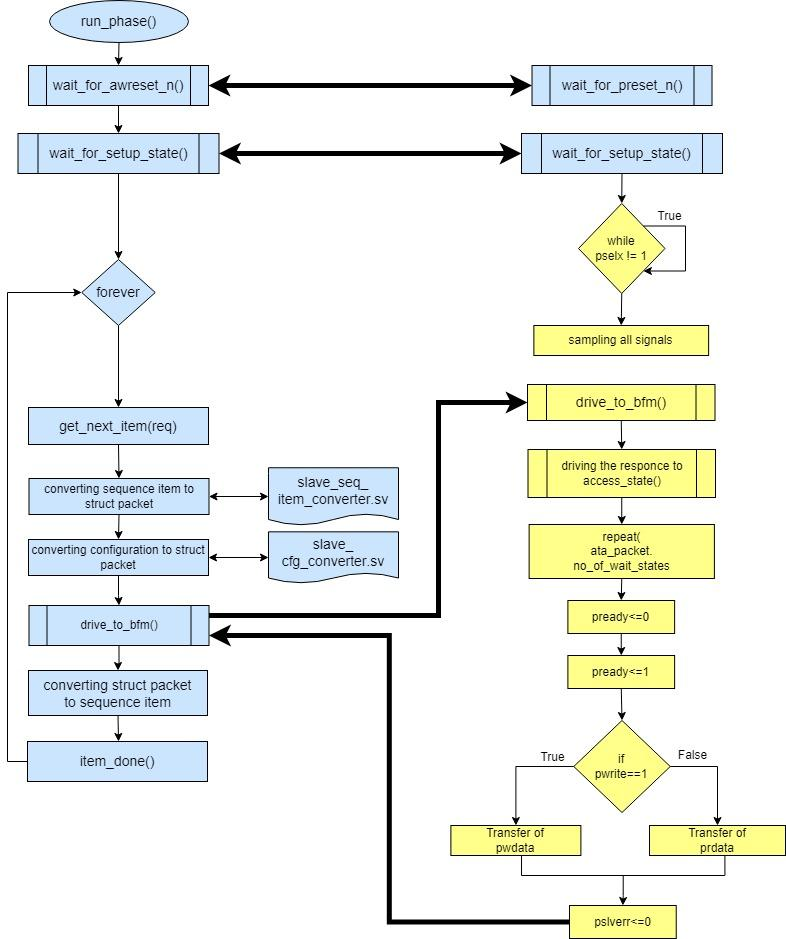 run_phase()
wait_for_awreset_n()
wait_for_preset_n()
wait_for_setup_state()
wait_for_setup_state()
True
while
pselx != 1
forever
sampling all signals
drive_to_bfm()
get_next_item(req)
driving the responce to
access_state()
converting sequence item to
struct packet
slave_seq_
item_converter.sv
repeat(
ata_packet.
no_of_wait_states
converting configuration to struct
packet
slave_
cfg_converter.sv
drive_to_bfm()
pready<=0
converting struct packet
to sequence item
pready<=1
item_done()
True
if
pwrite==1
False
Transfer of
pwdata
Transfer of
prdata
pslverr<=0